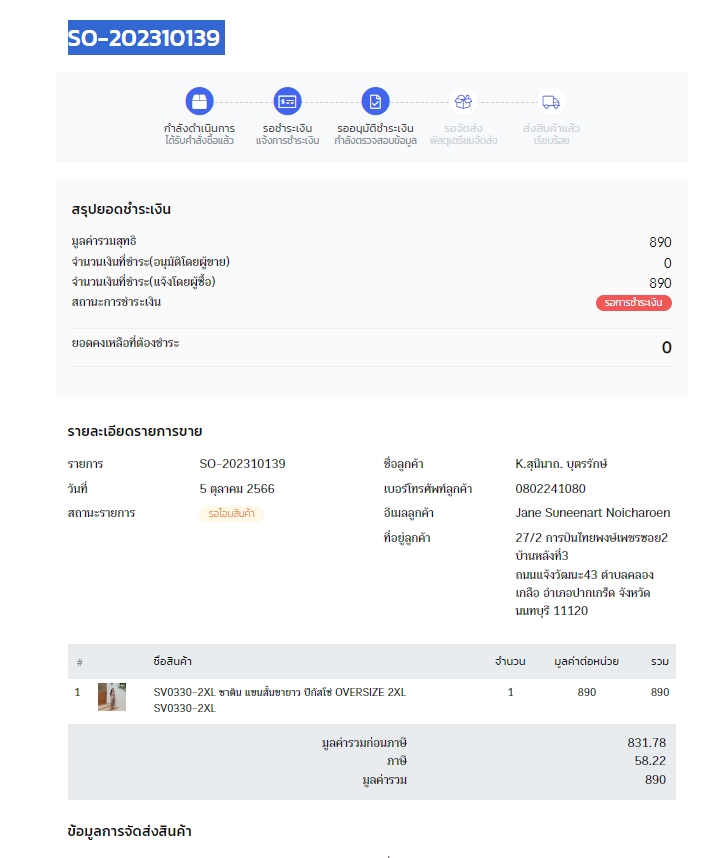 SO-202310139
กำลังดำเนินการ
ได้รับคำสั่งซื้อแล้ว
รอชำระเงิน
แจ้งการชำระเงิน
รออนุมัติชำระเงิน
กำลังตรวจสอบข้อมูล
รอจัดส่ง
พัสดุเตรียมจัดส่ง
ส่งสินค้าแล้ว
เรียบร้อย
สรุปยอดชำระเงิน
มูลค่ารวมสุทธิ 890
จำนวนเงินที่ชำระ(อนุมัติโดยผู้ขาย) 0
จำนวนเงินที่ชำระ(แจ้งโดยผู้ซื้อ) 890
สถานะการชำระเงิน รอการชำระเงิน
ยอดคงเหลือที่ต้องชำระ 0
รายละเอียดรายการขาย
รายการ SO-202310139
วันที่ 5 ตุลาคม 2566
สถานะรายการ รอโอนสินค้า
ชื่อลูกค้า K.สุนีนาถ. บุตรรักษ์
เบอร์โทรศัพท์ลูกค้า 0802241080
อีเมลลูกค้า Jane Suneenart Noicharoen
ที่อยู่ลูกค้า 27/2 การบินไทยพงษ์เพชรซอย2
บ้านหลังที่3
ถนนแจ้งวัฒนะ43 ตำบลคลอง
เกลือ อำเภอปากเกร็ด จังหวัด
นนทบุรี 11120
# ชื่อสินค้า จำนวน มูลค่าต่อหน่วย รวม
1 SV0330-2XL ซาติน แขนสั้นขายาว ปิกัสโซ่ OVERSIZE 2XL 1 890 890
SV0330-2XL
มูลค่ารวมก่อนภาษี 831.78
ภาษี 58.22
มูลค่ารวม 890
ข้อมูลการจัดส่งสินค้า